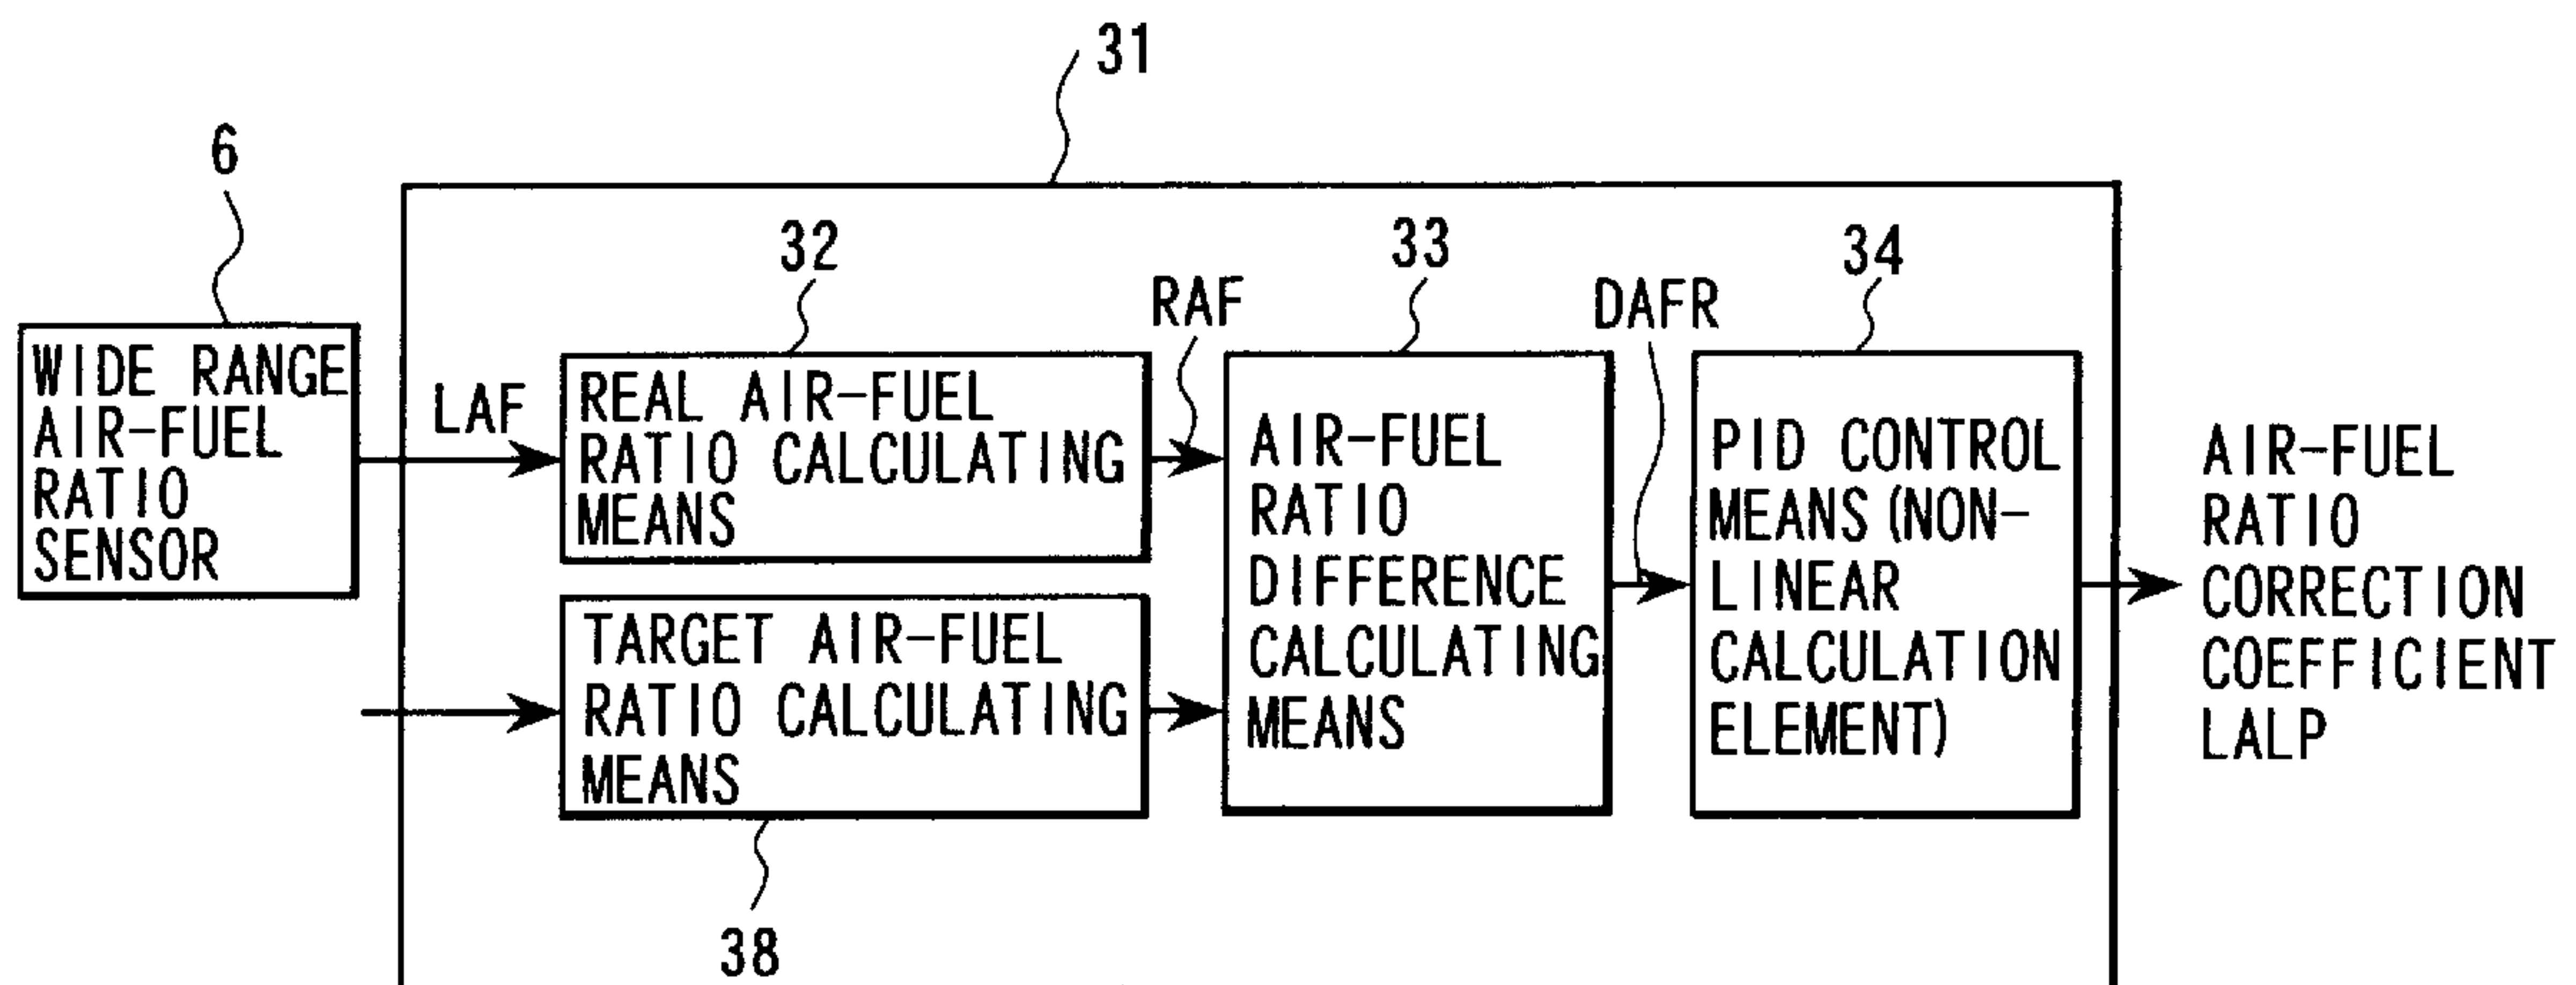 31
6
WIDE RANGE
AIR-FUEL
RATIO
SENSOR
LAF
32
REAL AIR-FUEL
RATIO CALCULATING
MEANS
TARGET AIR-FUEL
RATIO CALCULATING
MEANS
38
RAF
33
AIR-FUEL
RATIO
DIFFERENCE
CALCULATING
MEANS
DAFR
34
PID CONTROL
MEANS (NON-
LINEAR
CALCULATION
ELEMENT)
AIR-FUEL
RATIO
CORRECTION
COEFFICIENT
LALP